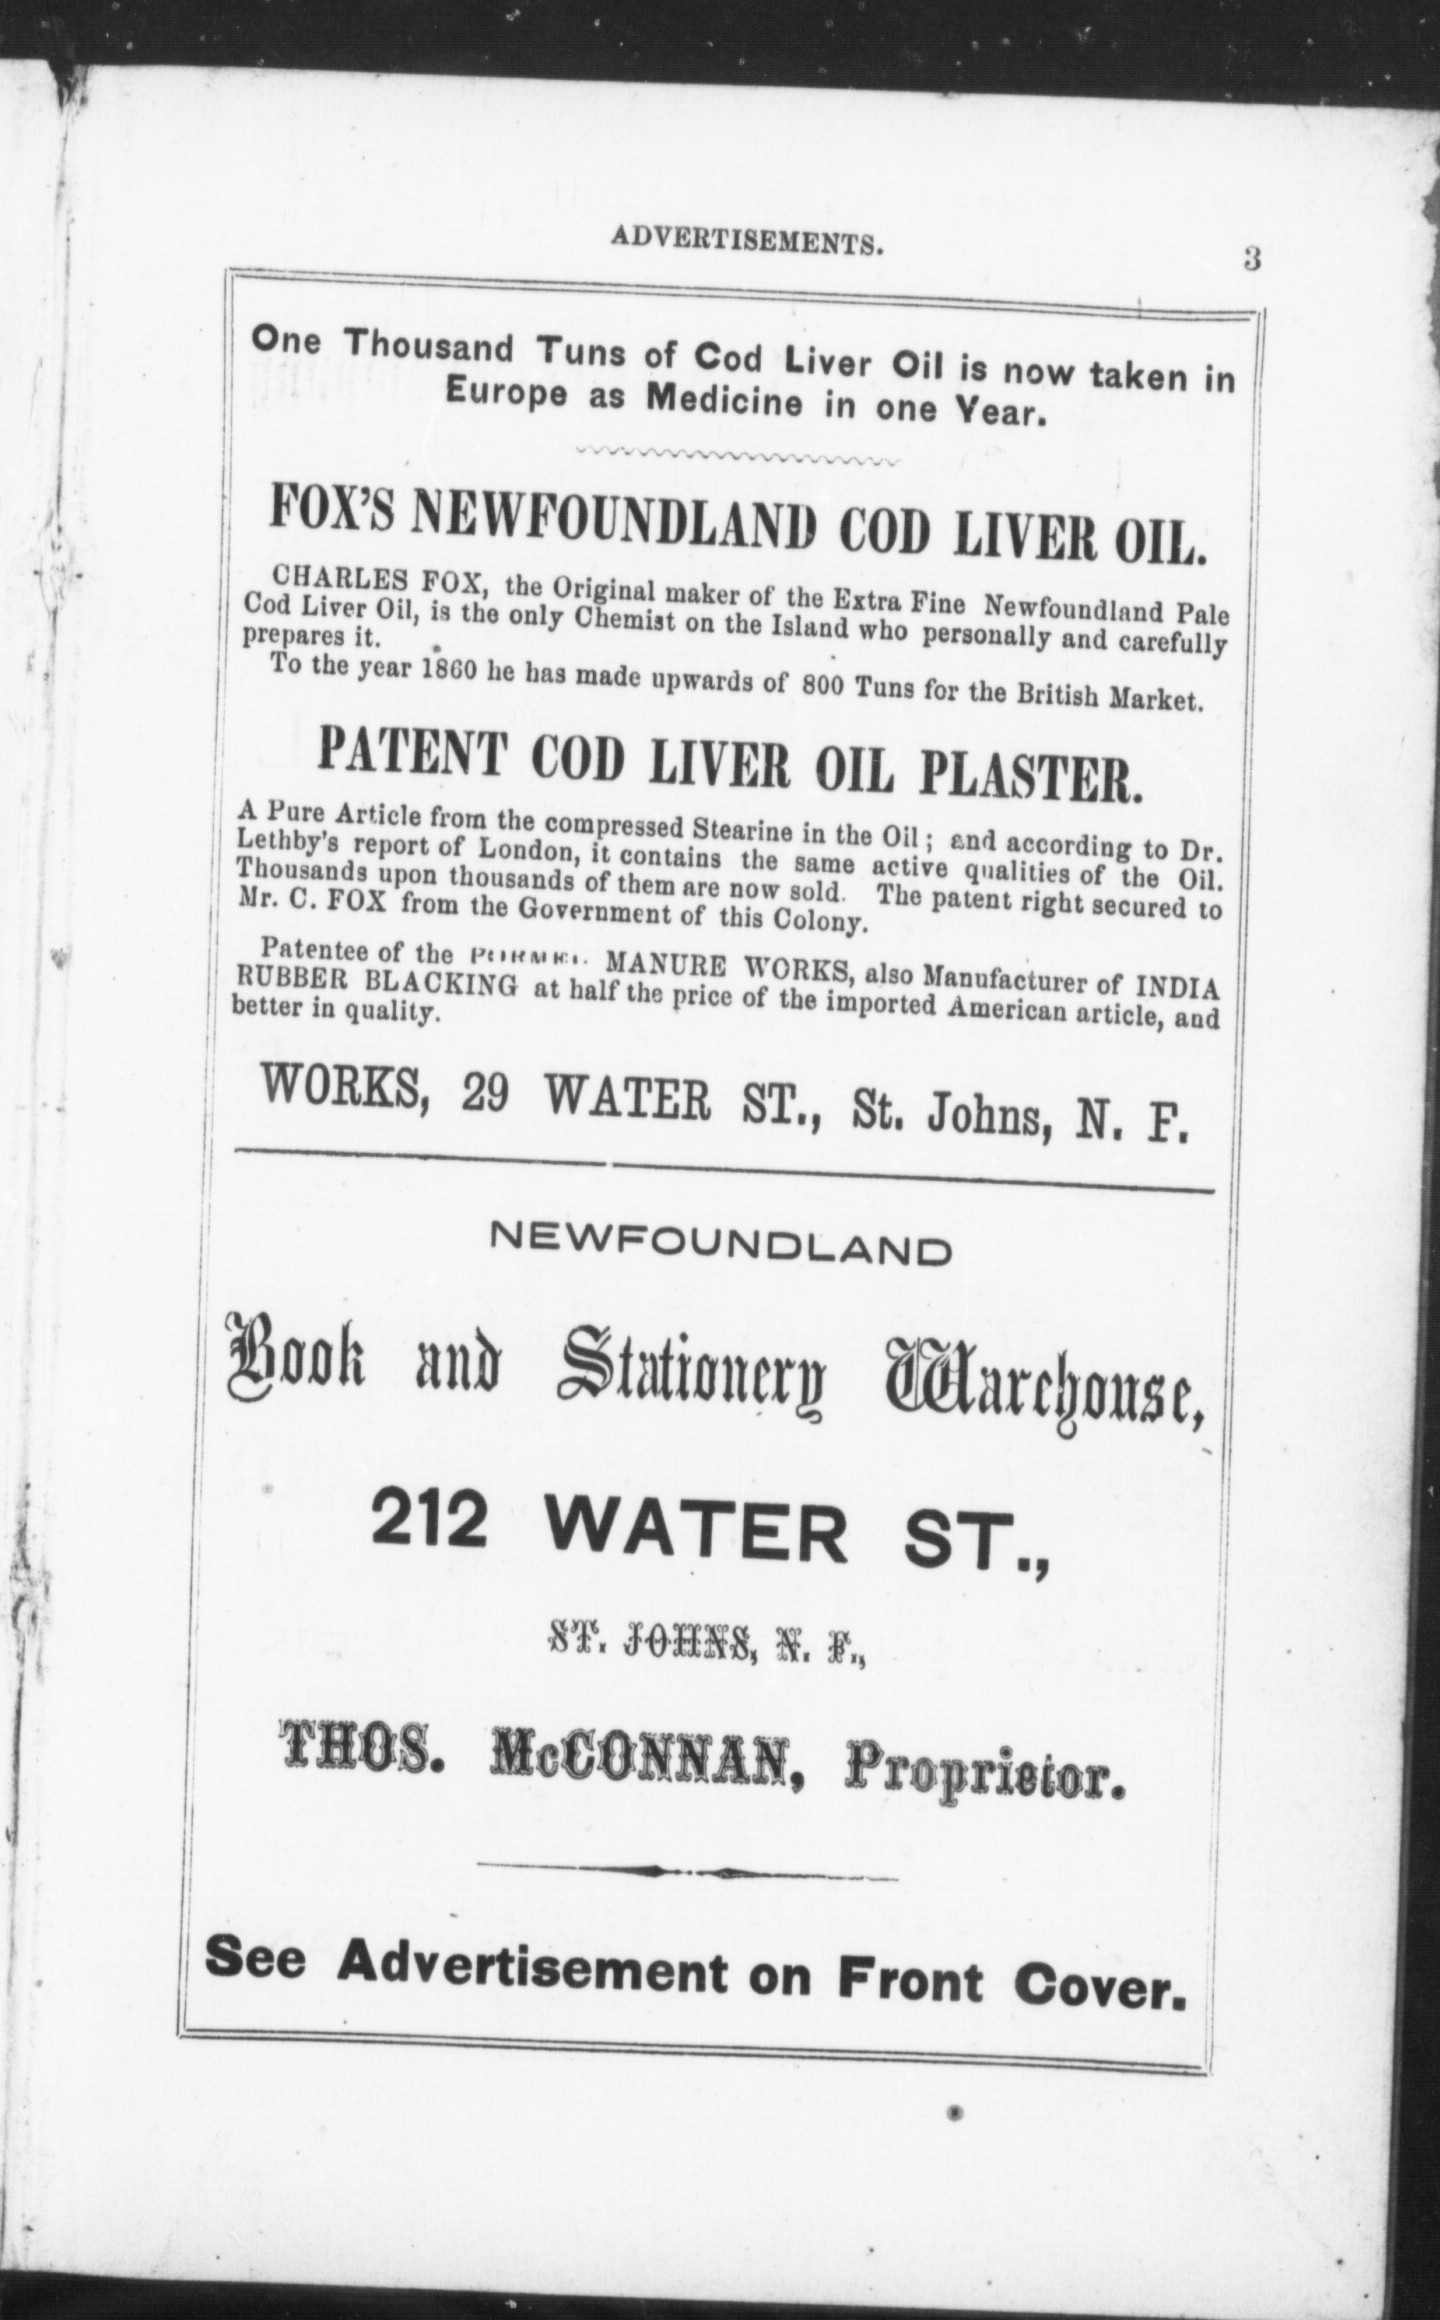 ADVERTISEMENTS.
3
One Thousand Tuns of Cod Liver Oil is now taken in
Europe as Medicine in one Year.
FOX'S NEWFOUNDLAND COD LIVER OIL.
CHARLES FOX, the Original maker of the Extra Fine Newfoundland Pale
Cod Liver Oil, is the only Chemist on the Island who personally and carefully
prepares it.
To the year 1860 he has made upwards of 800 Tuns for the British Market.
PATENT COD LIVER OIL PLASTER.
A Pure Article from the compressed Stearine in the Oil; and according to Dr.
Lethby's report of London, it contains the same active qualities of the Oil.
Thousands upon thousands of them are now sold. The patent right secured to
Mr. C. FOX from the Government of this Colony.
Patentee of the MANURE WORKS, also Manufacturer of INDIA
RUBBER BLACKING at half the price of the imported American article, and
better in quality.
WORKS, 29 WATER ST., St. Johns, N. F.
NEWFOUNDLAND
Book and Stationery Warehouse,
212 WATER ST.,
ST. JOHNS, N. F.,
THOS. McCONNAN, Proprietor.
See Advertisement on Front Cover.